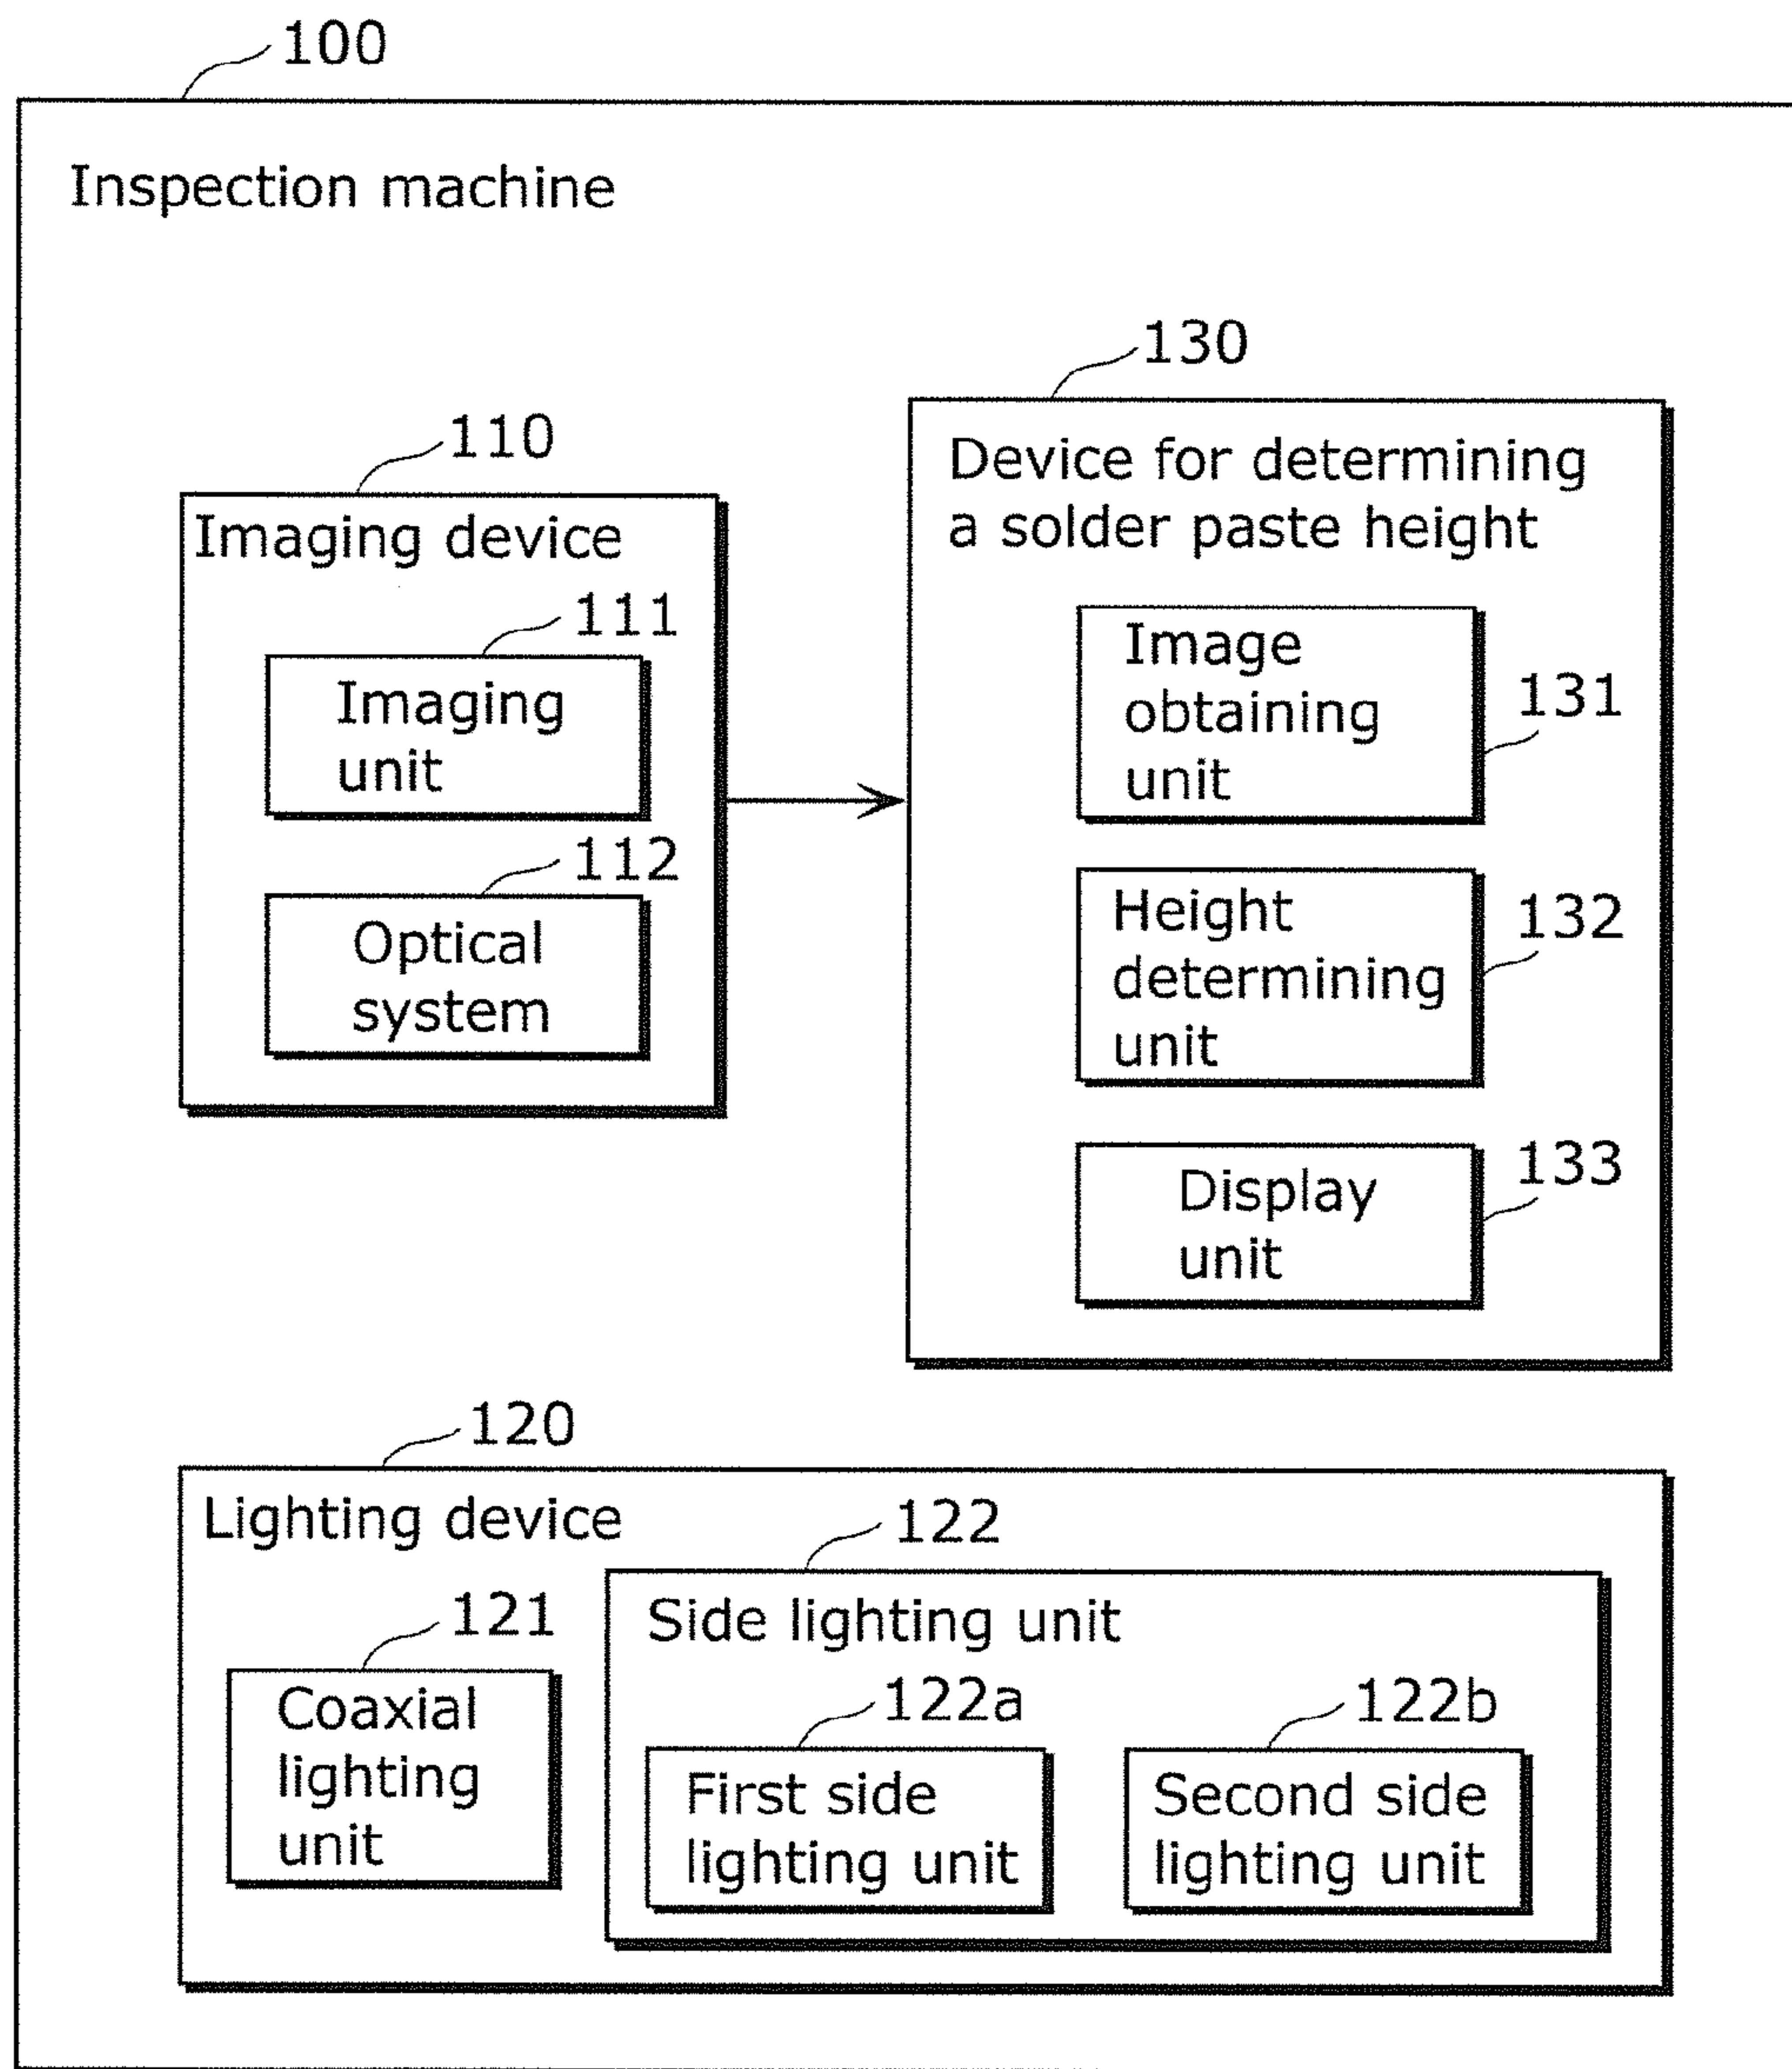 100
Inspection machine
110
Imaging device
111
Imaging
unit
112
Optical
system
130
Device for determining
a solder paste height
Image
obtaining
unit
131
Height
determining
unit
132
Display
unit
133
120
Lighting device
121
Coaxial
lighting
unit
122
Side lighting unit
122a
First side
lighting unit
122b
Second side
lighting unit